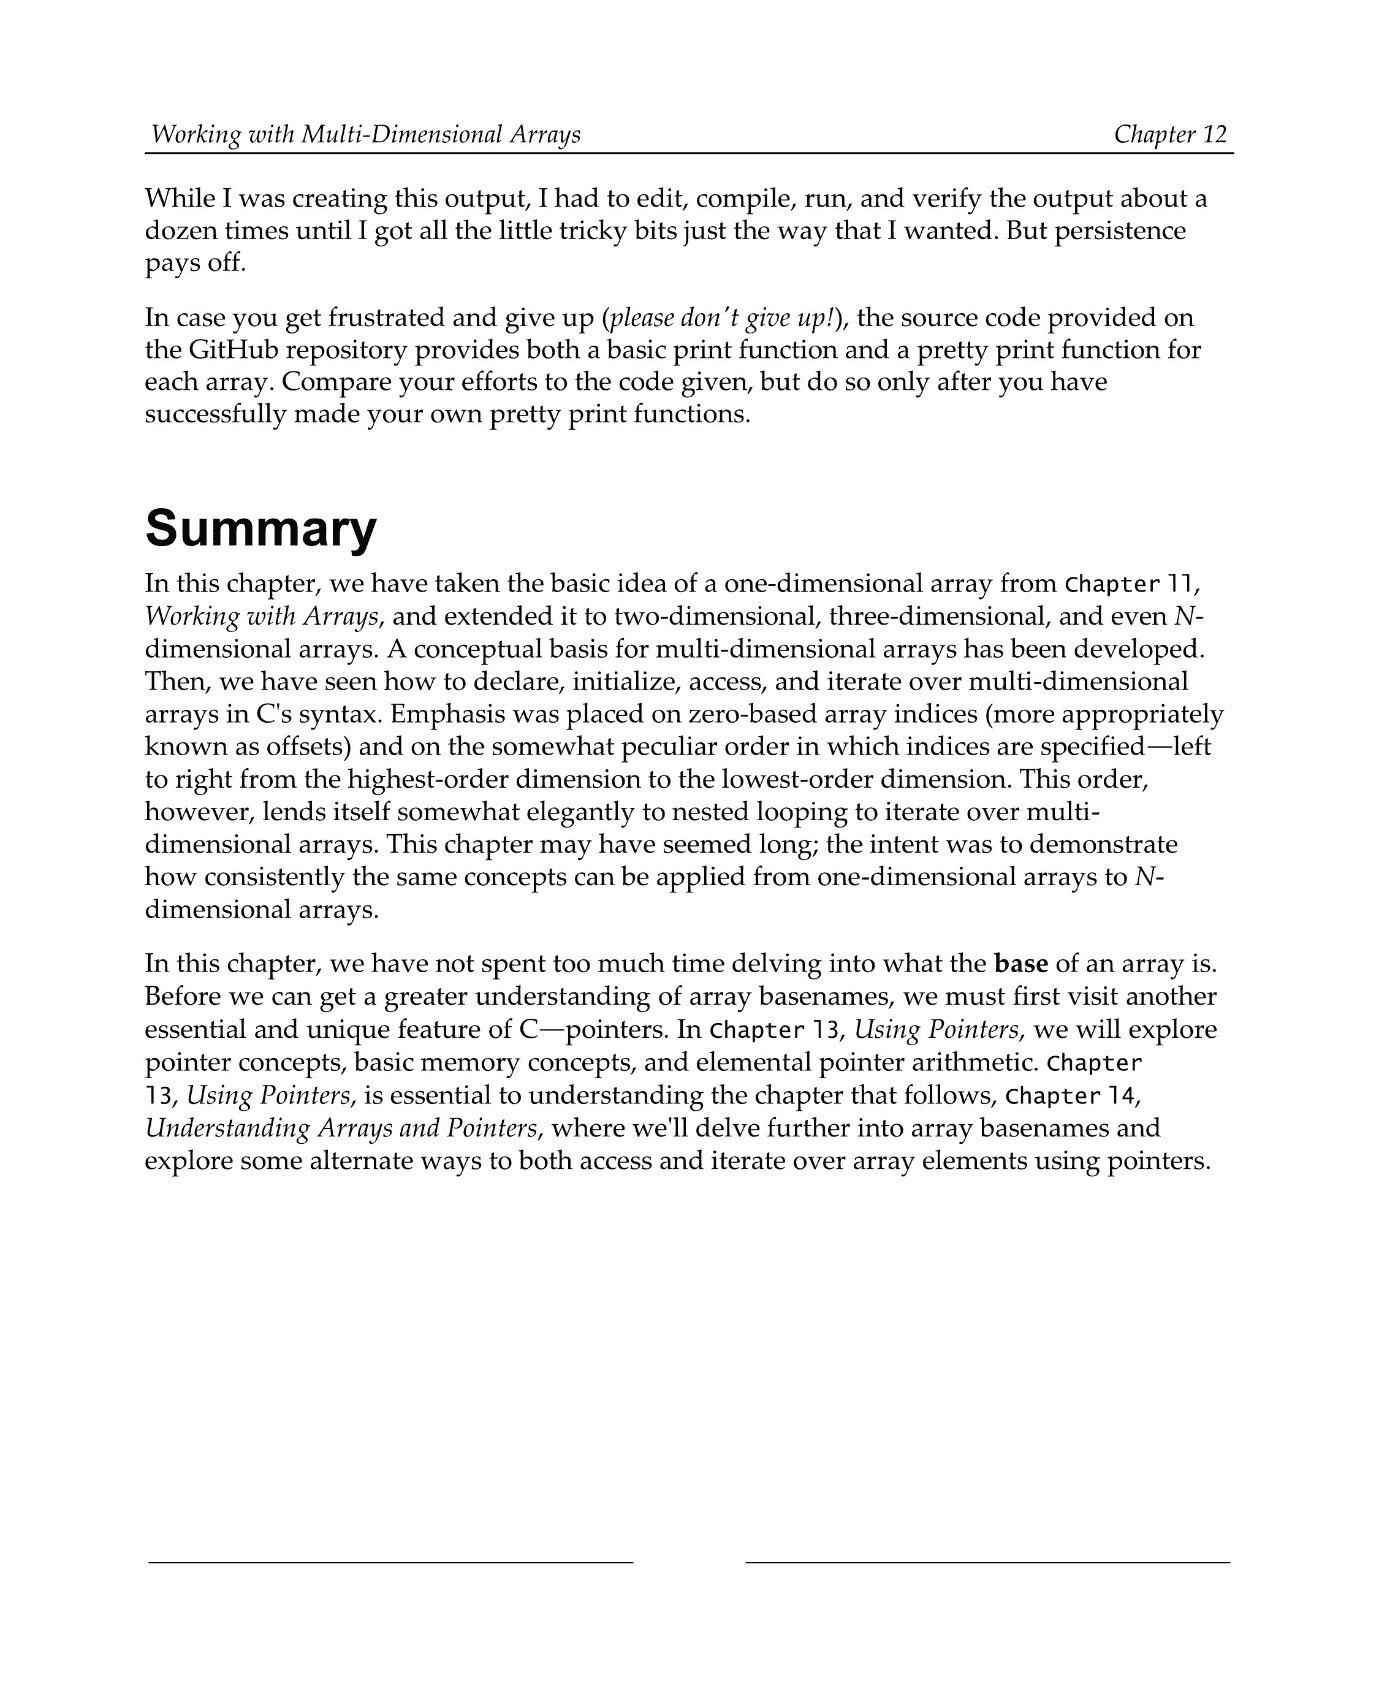 Working with Multi-Dimensional Arrays Chapter 12
While I was creating this output, I had to edit, compile, run, and verify the output about a
dozen times until I got all the little tricky bits just the way that I wanted. But persistence
pays off.
In case you get frustrated and give up (please don't give up!), the source code provided on
the GitHub repository provides both a basic print function and a pretty print function for
each array. Compare your efforts to the code given, but do so only after you have
successfully made your own pretty print functions.
Summary
In this chapter, we have taken the basic idea of a one-dimensional array from Chapter 11,
Working with Arrays, and extended it to two-dimensional, three-dimensional, and even N-
dimensional arrays. A conceptual basis for multi-dimensional arrays has been developed.
Then, we have seen how to declare, initialize, access, and iterate over multi-dimensional
arrays in C's syntax. Emphasis was placed on zero-based array indices (more appropriately
known as offsets) and on the somewhat peculiar order in which indices are specified—left
to right from the highest-order dimension to the lowest-order dimension. This order,
however, lends itself somewhat elegantly to nested looping to iterate over multi-
dimensional arrays. This chapter may have seemed long; the intent was to demonstrate
how consistently the same concepts can be applied from one-dimensional arrays to N-
dimensional arrays.
In this chapter, we have not spent too much time delving into what the base of an array is.
Before we can get a greater understanding of array basenames, we must first visit another
essential and unique feature of C—pointers. In Chapter 13, Using Pointers, we will explore
pointer concepts, basic memory concepts, and elemental pointer arithmetic. Chapter
13, Using Pointers, is essential to understanding the chapter that follows, Chapter 14,
Understanding Arrays and Pointers, where we'll delve further into array basenames and
explore some alternate ways to both access and iterate over array elements using pointers.